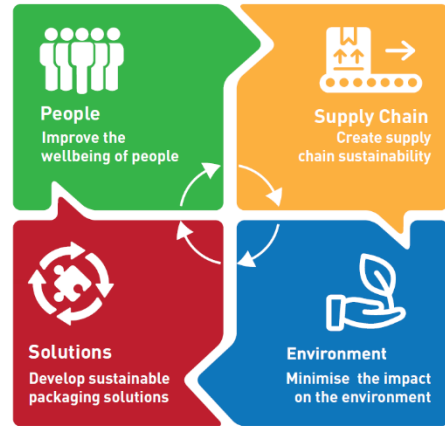 People
Improve the
wellbeing of people
Supply Chain
Create supply
chain sustainability
Solutions
Develop sustainable
packaging solutions
Environment
Minimise the impact
on the environment